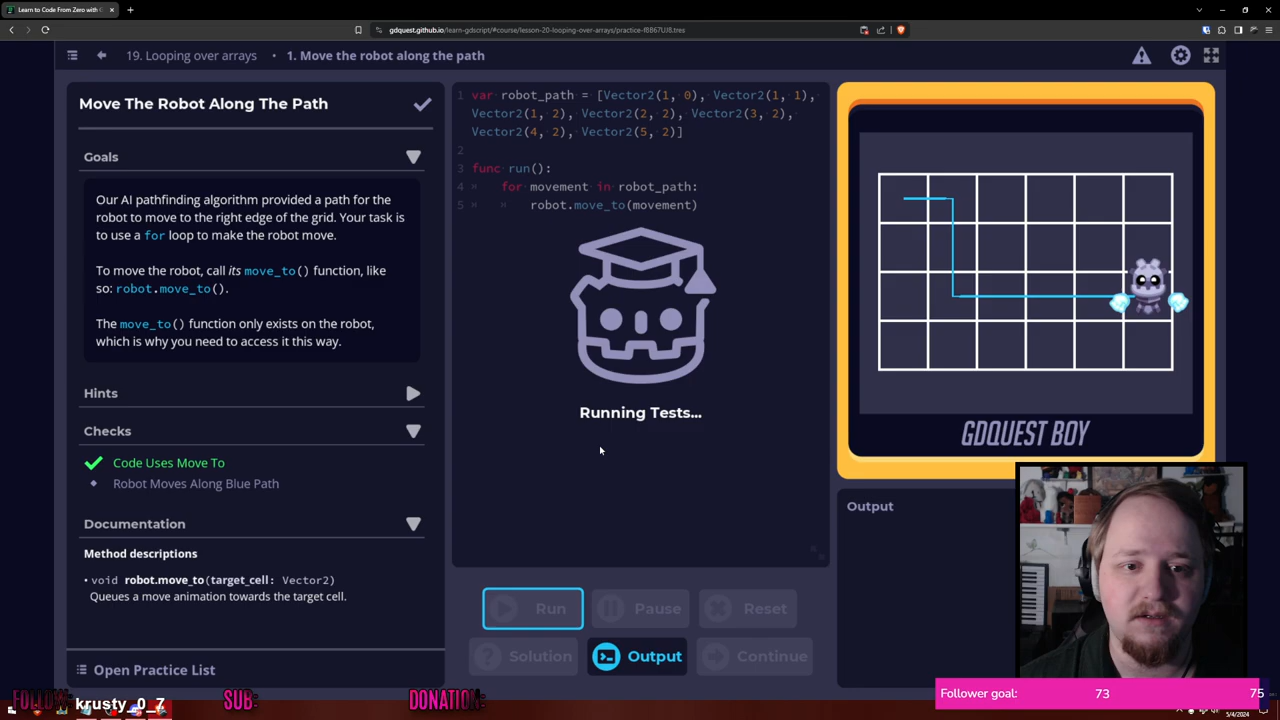 Learn to Code From Zero with
gdquest.github.io/learn-gdscript/#course/lesson-20-looping-over-arrays/practice-f8B67UJ8.tres
19. Looping over arrays • 1. Move the robot along the path
Move The Robot Along The Path
Goals
Our AI pathfinding algorithm provided a path for the
robot to move to the right edge of the grid. Your task is
to use a for loop to make the robot move.
To move the robot, call its move_to() function, like
so: robot.move_to().
The move_to() function only exists on the robot,
which is why you need to access it this way.
Hints
Checks
Code Uses Move To
Robot Moves Along Blue Path
Documentation
Method descriptions
• void robot.move_to(target_cell: Vector2)
Queues a move animation towards the target cell.
Open Practice List
1 var robot_path = [Vector2(1, 0), Vector2(1, 1),
Vector2(1, 2), Vector2(2, 2), Vector2(3, 2),
Vector2(4, 2), Vector2(5, 2)]
2
3 func run():
4 for movement in robot_path:
5 robot.move_to(movement)
Running Tests...
Run Pause Reset
Solution Output Continue
GDQUEST BOY
Output
FOLLOW: krusty_0_7 SUB: DONATION:
Follower goal: 73 75
5/4/2024